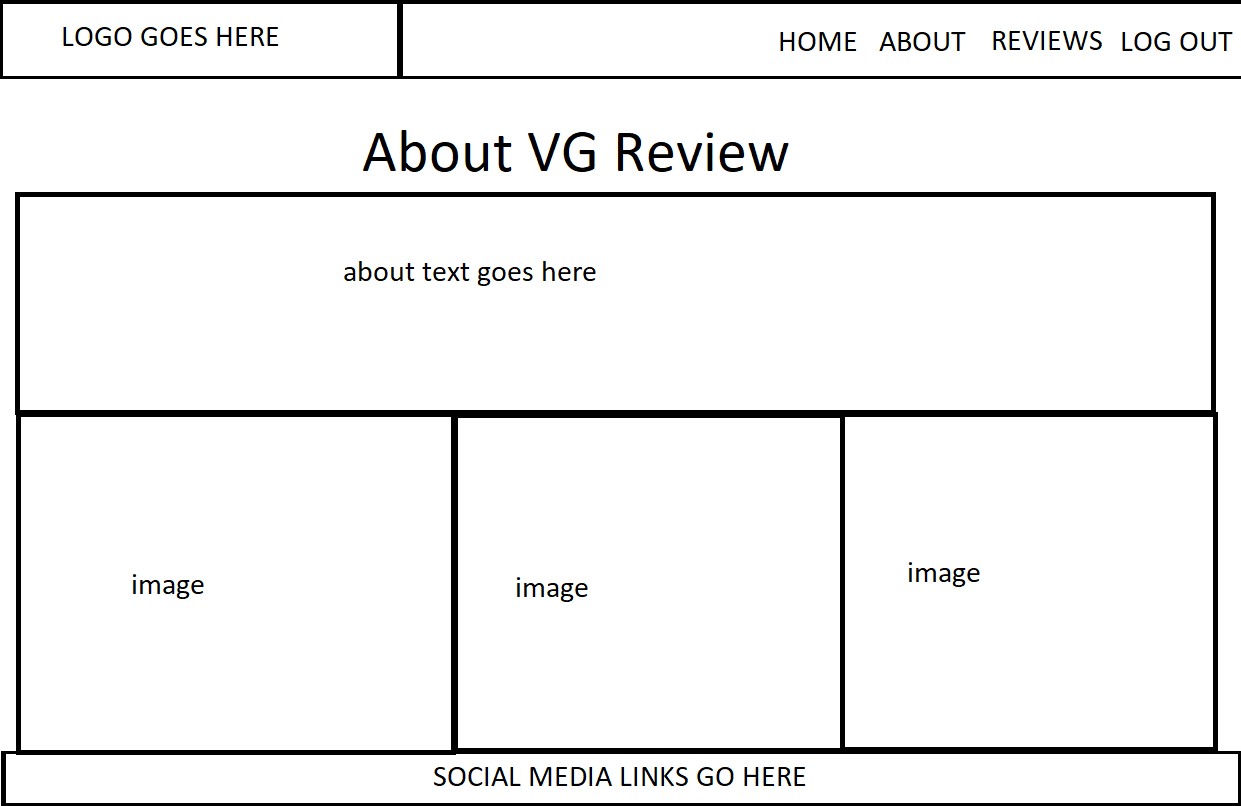 LOGO GOES HERE
HOME ABOUT REVIEWS LOG OUT
About VG Review
about text goes here
image image image
SOCIAL MEDIA LINKS GO HERE